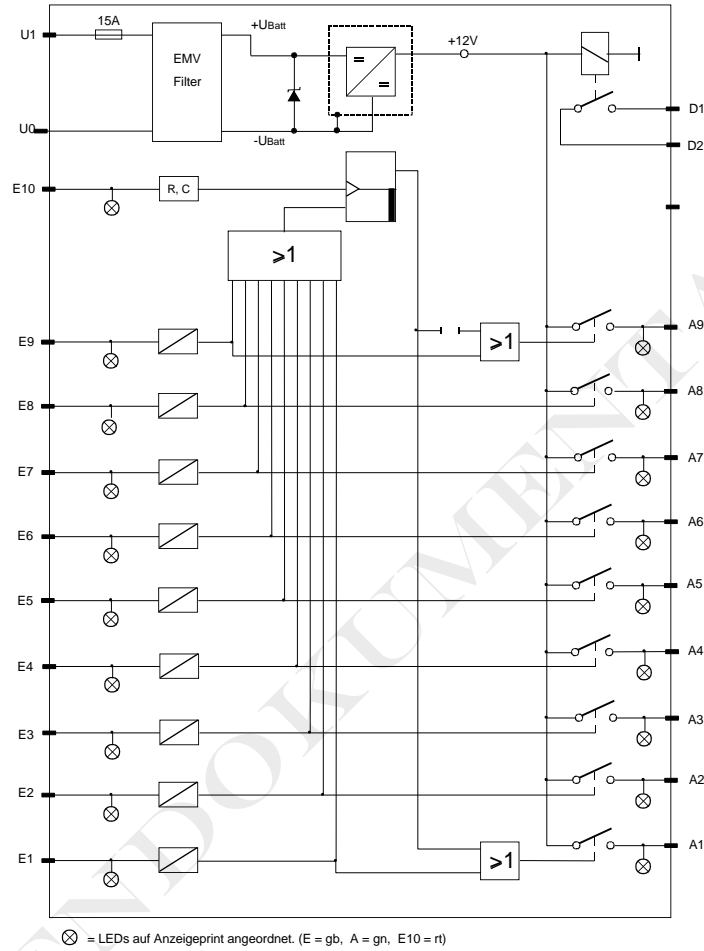 15A
U1
+UBatt
+12V
EMV
Filter
=
=
D1
U0
-UBatt
D2
E10
R, C
⩾1
E9
⩾1
A9
E8
A8
E7
A7
E6
A6
E5
A5
E4
A4
E3
A3
E2
A2
E1
⩾1
A1
= LEDs auf Anzeigeprint angeordnet. (E = gb, A = gn, E10 = rt)
ENDOKUMENTA